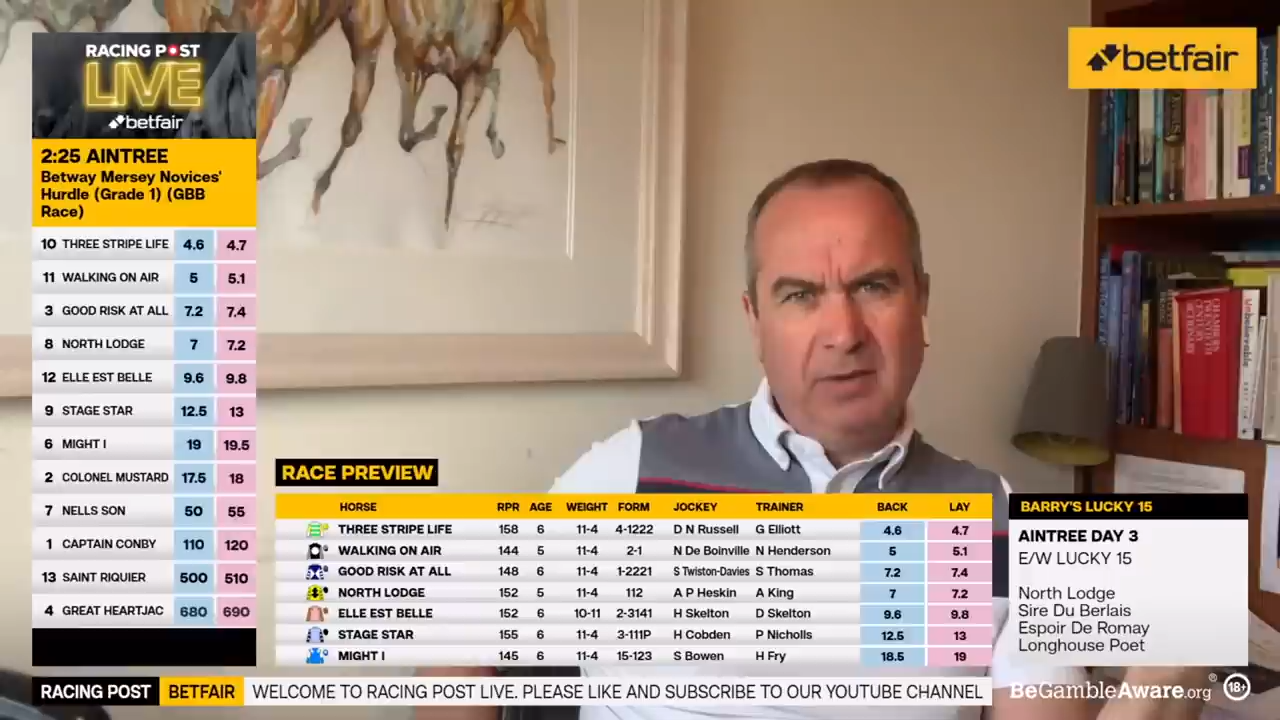 RACING POST
LIVE
betfair
2:25 AINTREE
Betway Mersey Novices'
Hurdle (Grade 1) (GBB
Race)
10 THREE STRIPE LIFE 4.6 4.7
11 WALKING ON AIR 5 5.1
3 GOOD RISK AT ALL 7.2 7.4
8 NORTH LODGE 7 7.2
12 ELLE EST BELLE 9.6 9.8
9 STAGE STAR 12.5 13
6 MIGHT I 19 19.5
2 COLONEL MUSTARD 17.5 18
7 NELLS SON 50 55
1 CAPTAIN CONBY 110 120
13 SAINT RIQUIER 500 510
4 GREAT HEARTJAC 680 690
betfair
CHAMBERS
TWENTIETH
CENTURY
DICTIONARY
Unbelievable
RACE PREVIEW
HORSE RPR AGE WEIGHT FORM JOCKEY TRAINER BACK LAY
THREE STRIPE LIFE 158 6 11-4 4-1222 D N Russell G Elliott 4.6 4.7
WALKING ON AIR 144 5 11-4 2-1 N De Boinville N Henderson 5 5.1
GOOD RISK AT ALL 148 6 11-4 1-2221 S Twiston-Davies S Thomas 7.2 7.4
NORTH LODGE 152 5 11-4 112 A P Heskin A King 7 7.2
ELLE EST BELLE 152 6 10-11 2-3141 H Skelton D Skelton 9.6 9.8
STAGE STAR 155 6 11-4 3-111P H Cobden P Nicholls 12.5 13
MIGHT I 145 6 11-4 15-123 S Bowen H Fry 18.5 19
BARRY'S LUCKY 15
AINTREE DAY 3
E/W LUCKY 15
North Lodge
Sire Du Berlais
Espoir De Romay
Longhouse Poet
RACING POST BETFAIR WELCOME TO RACING POST LIVE. PLEASE LIKE AND SUBSCRIBE TO OUR YOUTUBE CHANNEL
BeGambleAware.org® 18+